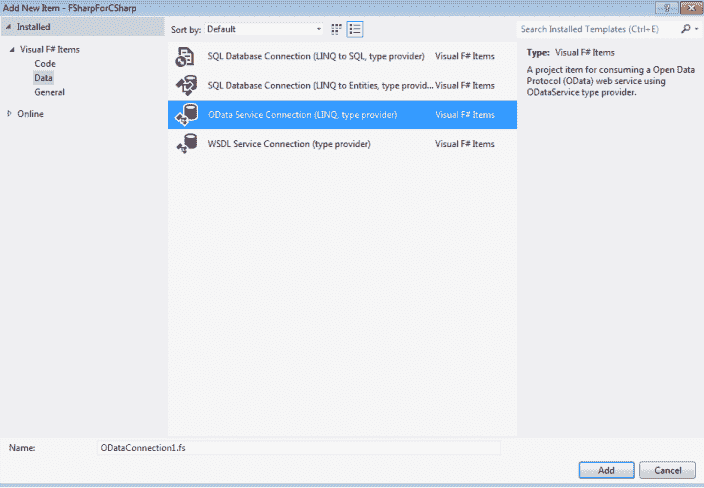 Add New Item - FSharpForCSharp
Installed
Sort by: Default
Search Installed Templates (Ctrl+E)
Visual F# Items
Code
Data
General
Online
SQL Database Connection (LINQ to SQL, type provider) Visual F# Items
SQL Database Connection (LINQ to Entities, type provid... Visual F# Items
OData Service Connection (LINQ, type provider) Visual F# Items
WSDL Service Connection (type provider) Visual F# Items
Type: Visual F# Items
A project item for consuming a Open Data
Protocol (OData) web service using
ODataService type provider.
Name: ODataConnection1.fs
Add Cancel